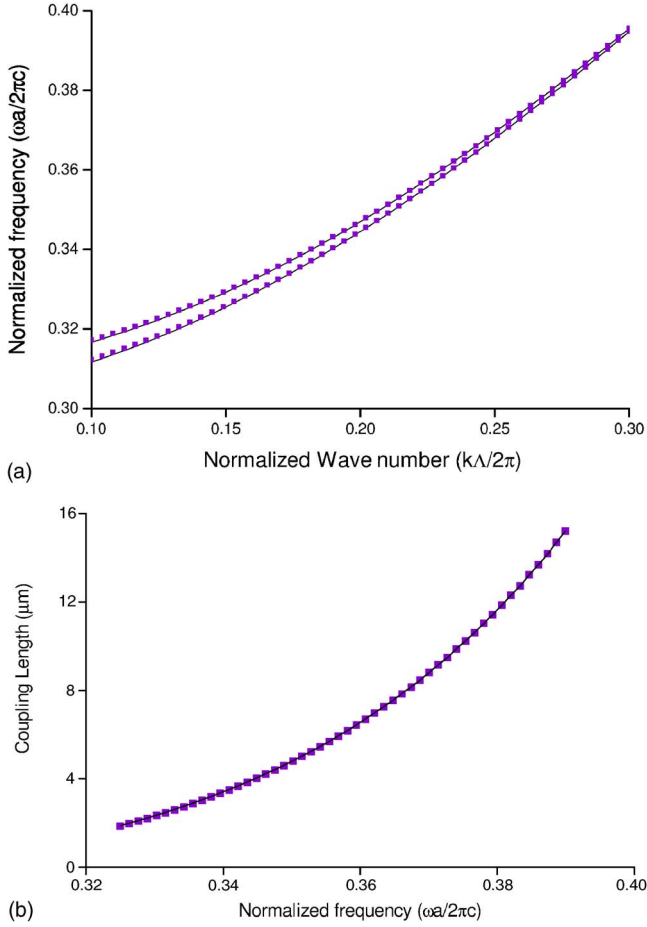 0.40
0.38
0.36
0.34
0.32
0.30
Normalized frequency (ωa/2πc)
0.10 0.15 0.20 0.25 0.30
Normalized Wave number (kΛ/2π)
(a)
16
12
8
4
0
Coupling Length (μm)
0.32 0.34 0.36 0.38 0.40
Normalized frequency (ωa/2πc)
(b)